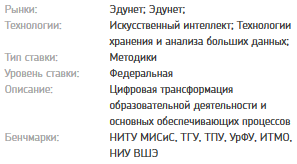 Рынки: Эдунет; Эдунет;
Технологии: Искусственный интеллект; Технологии
хранения и анализа больших данных;
Тип ставки: Методики
Уровень ставки: Федеральная
Описание: Цифровая трансформация
образовательной деятельности и
основных обеспечивающих процессов
Бенчмарки: НИТУ МИСиС, ТГУ, ТПУ, УрФУ, ИТМО,
НИУ ВШЭ